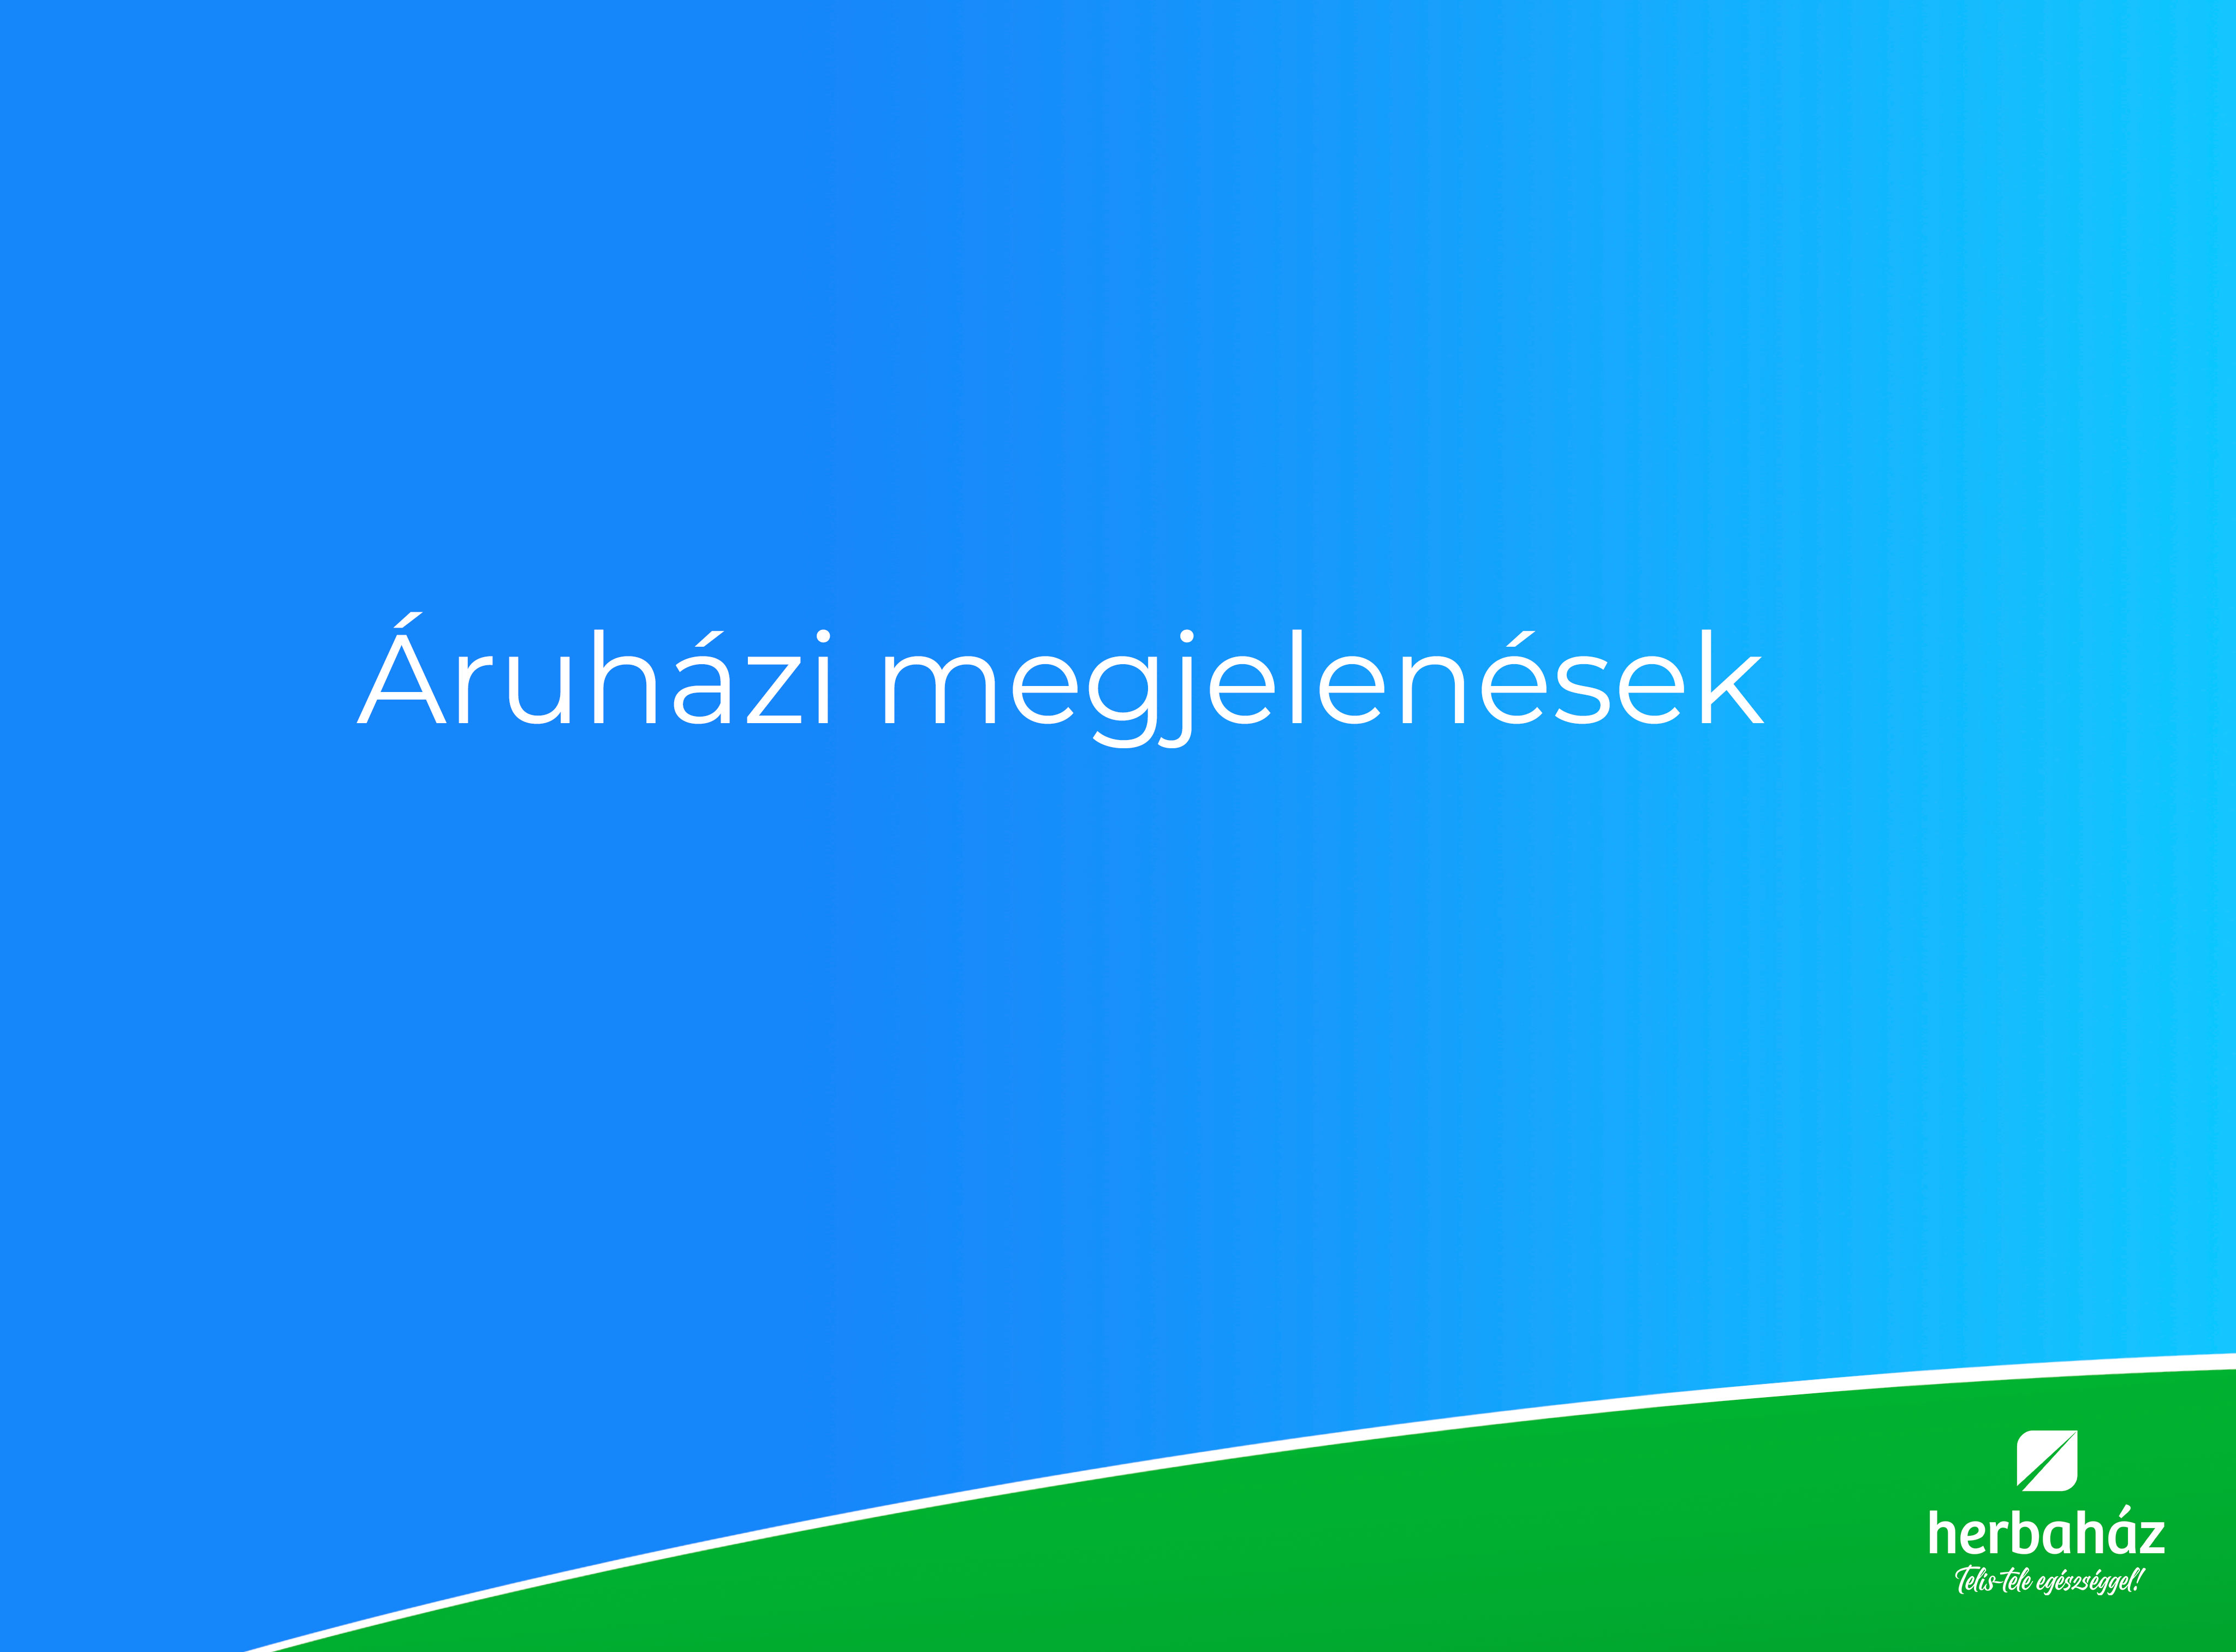 Áruházi megjelenések
herbaház
Telis-tele egészséggel!